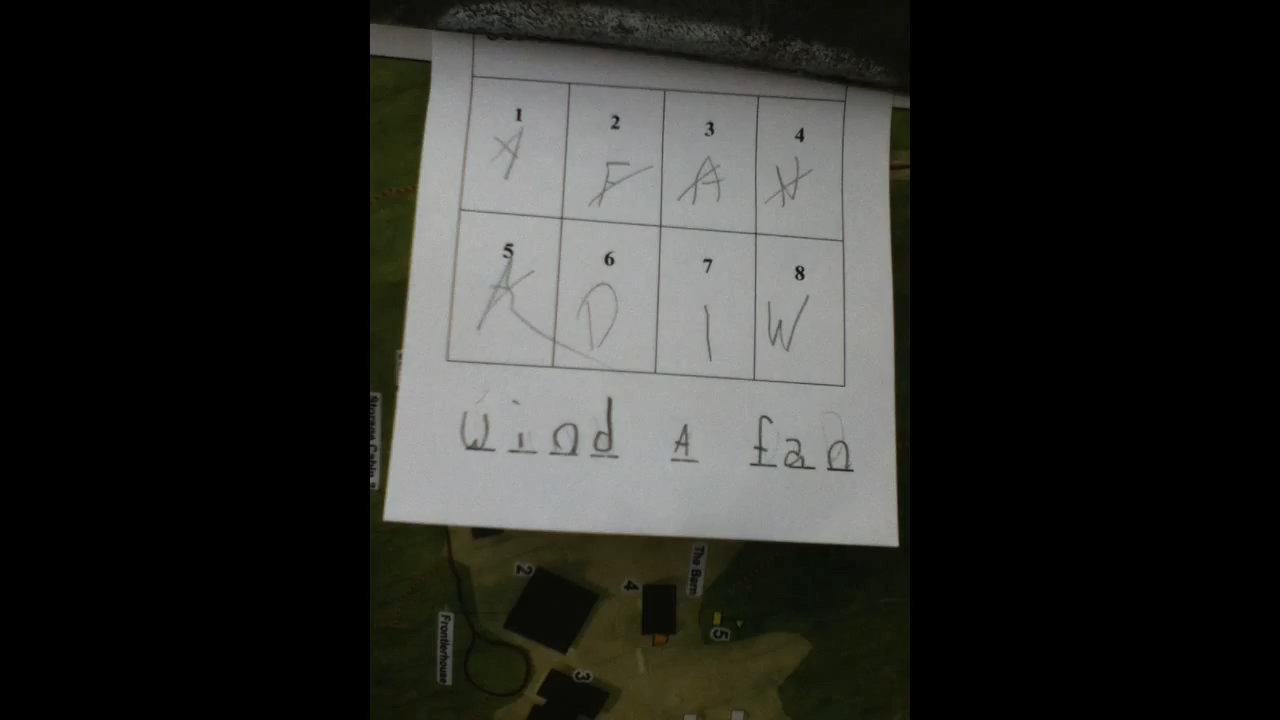 1 2 3 4
A F A N
5 6 7 8
A D I W
wind A fan
The Barn
2 4 5
Frontierhouse
3